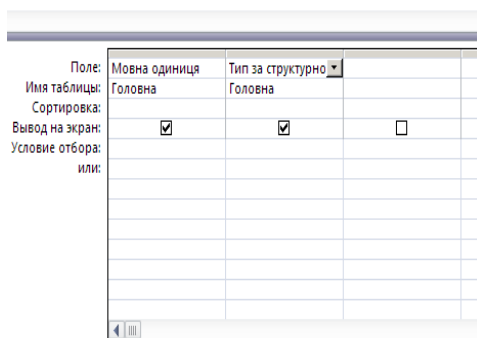 Поле: Мовна одиниця Тип за структурно
Имя таблицы: Головна Головна
Сортировка:
Вывод на экран:
Условие отбора:
или: